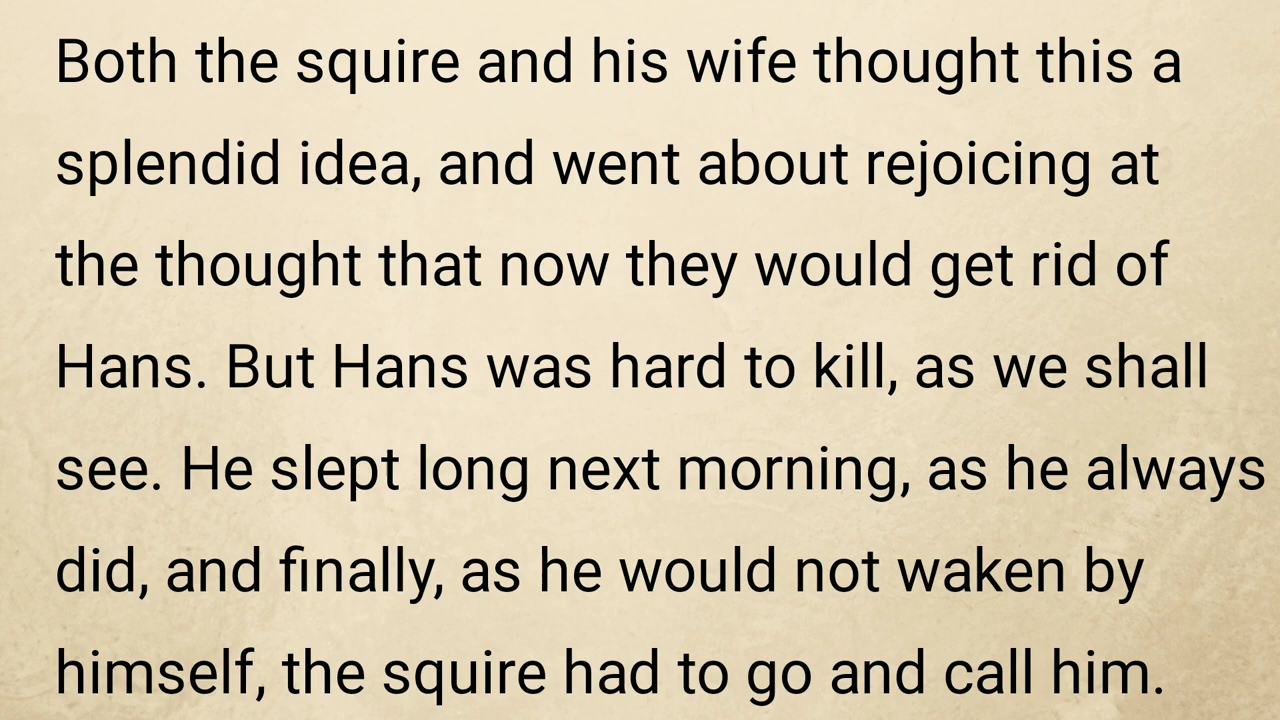 Both the squire and his wife thought this a
splendid idea, and went about rejoicing at
the thought that now they would get rid of
Hans. But Hans was hard to kill, as we shall
see. He slept long next morning, as he always
did, and finally, as he would not waken by
himself, the squire had to go and call him.